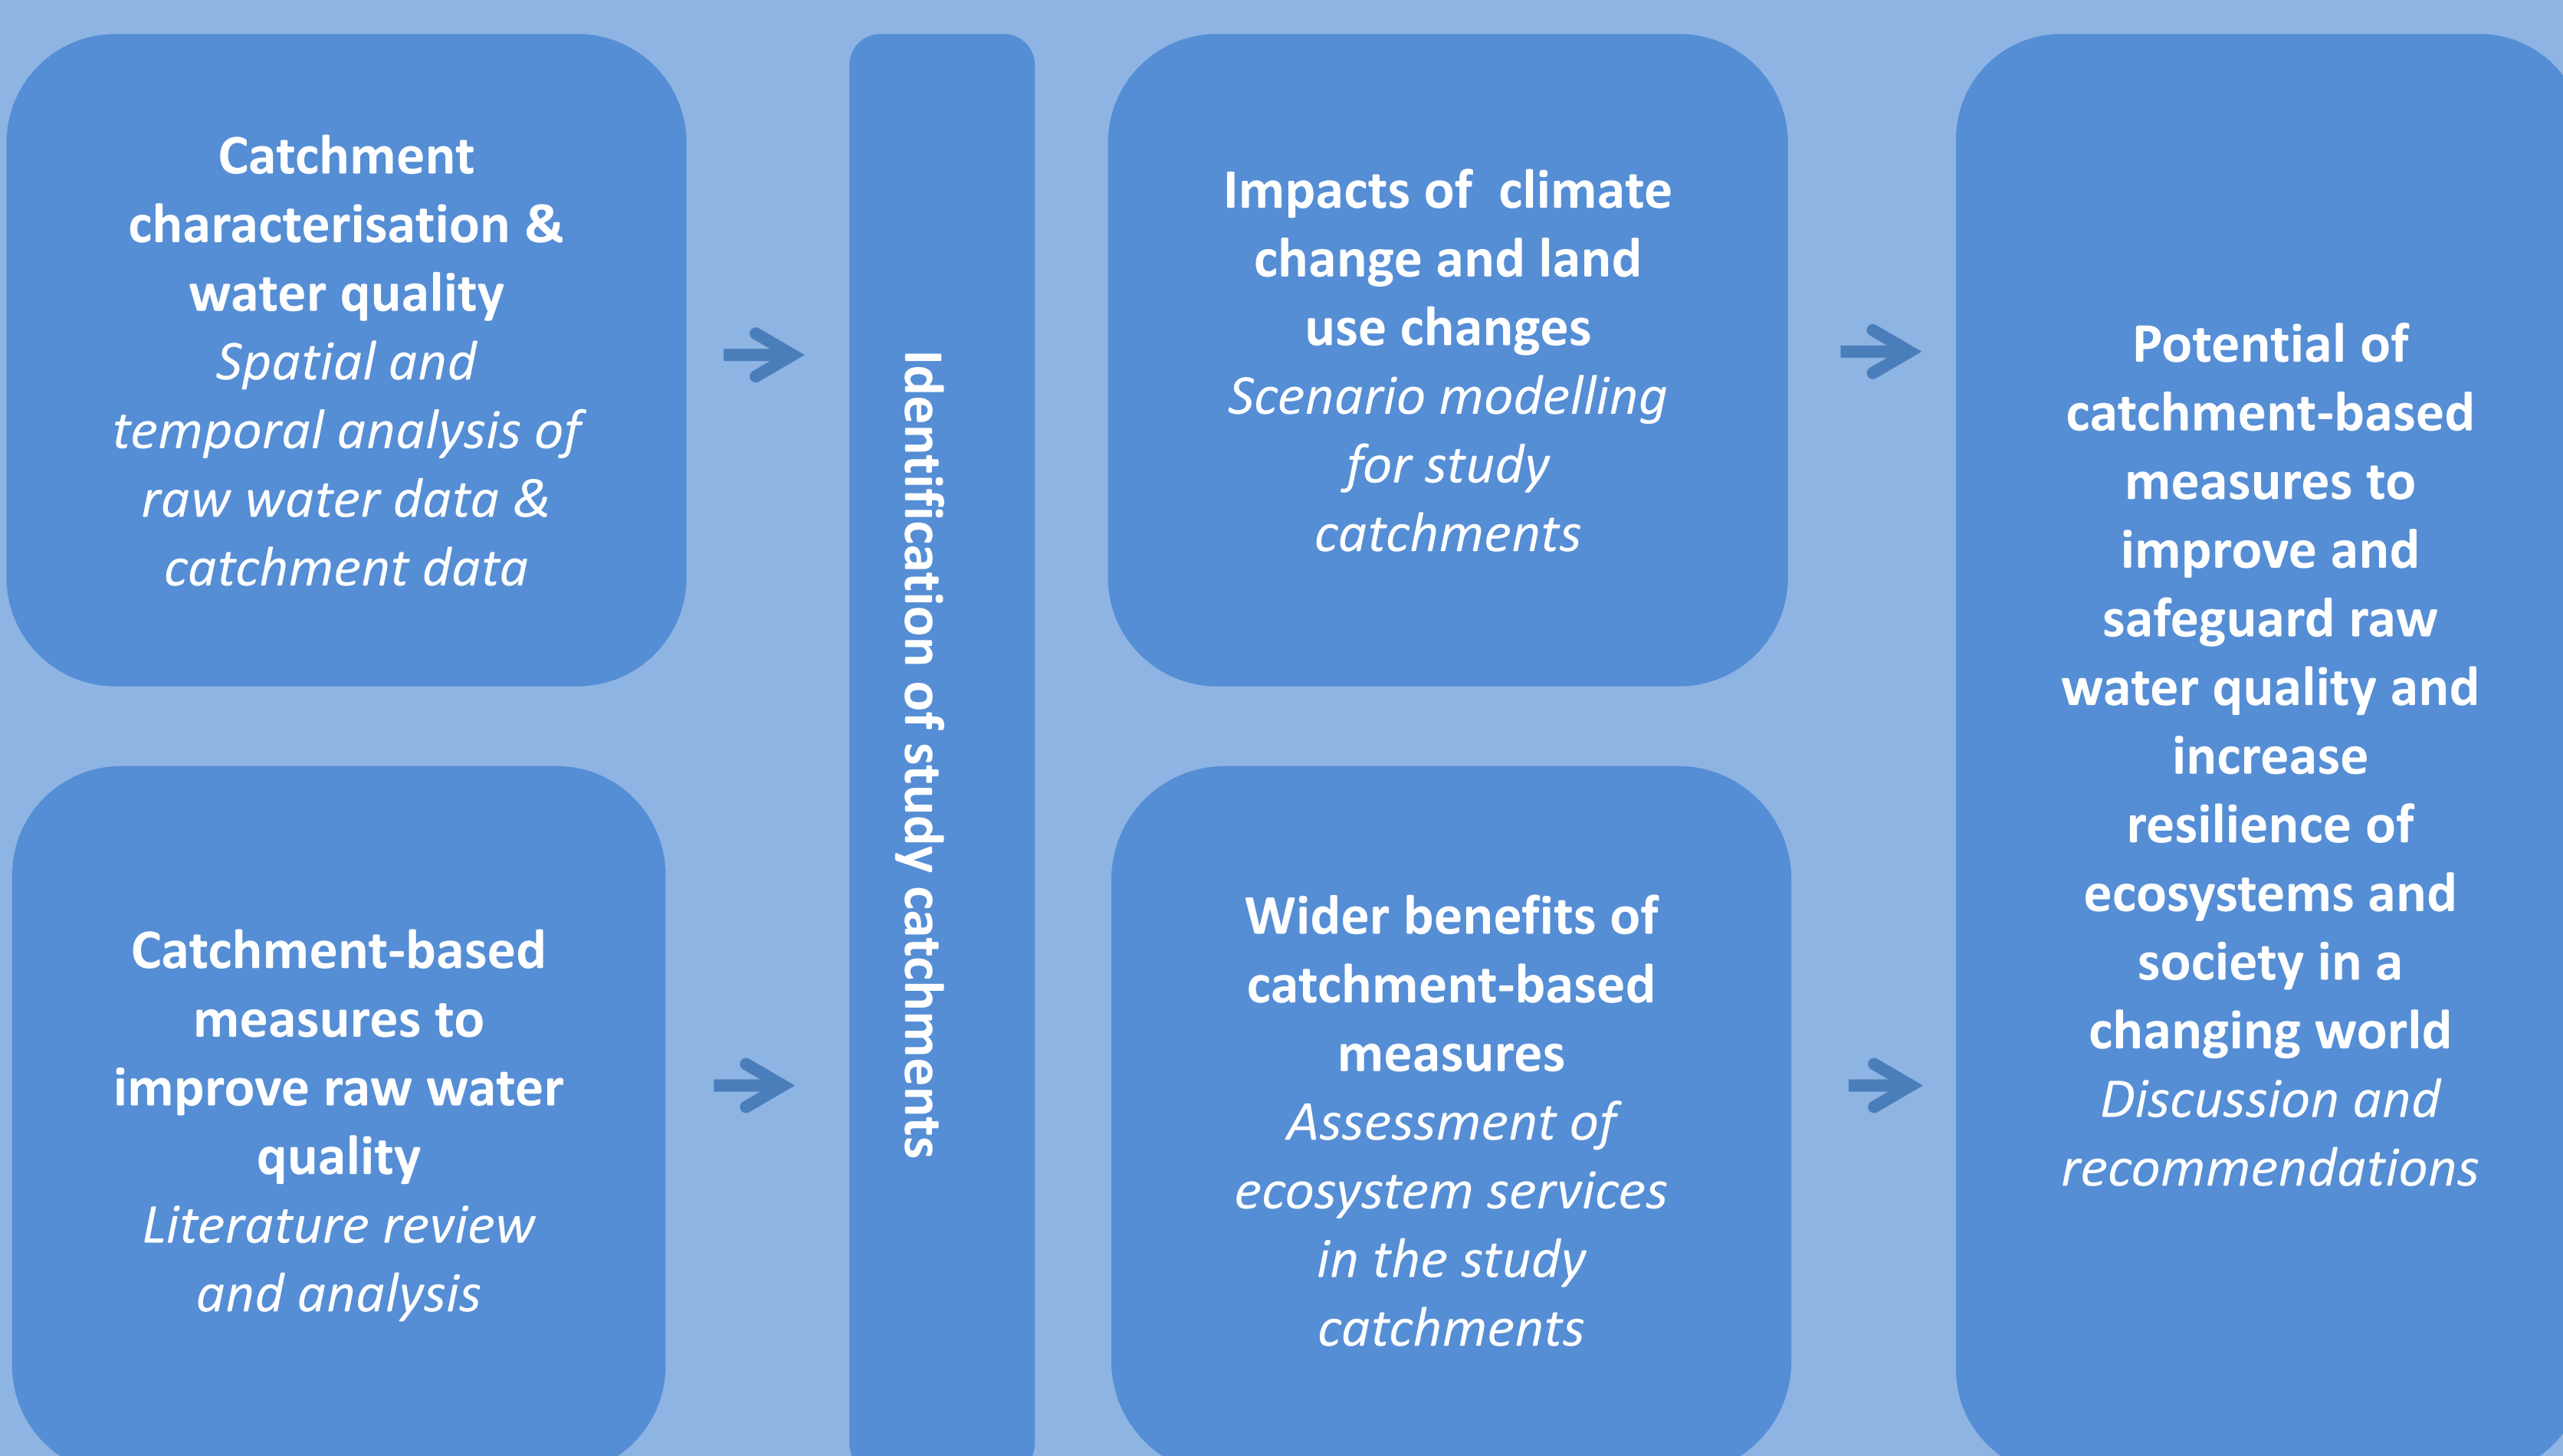 Catchment
characterisation &
water quality
Spatial and
temporal analysis of
raw water data &
catchment data
Catchment-based
measures to
improve raw water
quality
Literature review
and analysis
Identification of study catchments
Impacts of  climate
change and land
use changes
Scenario modelling
for study
catchments
Wider benefits of
catchment-based
measures
Assessment of
ecosystem services
in the study
catchments
Potential of
catchment-based
measures to
improve and
safeguard raw
water quality and
increase
resilience of
ecosystems and
society in a
changing world
Discussion and
recommendations